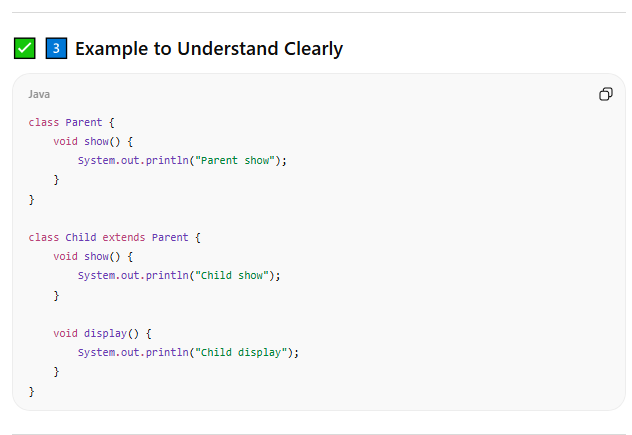 ✅ 3️⃣ Example to Understand Clearly
Java
class Parent {
    void show() {
        System.out.println("Parent show");
    }
}

class Child extends Parent {
    void show() {
        System.out.println("Child show");
    }

    void display() {
        System.out.println("Child display");
    }
}